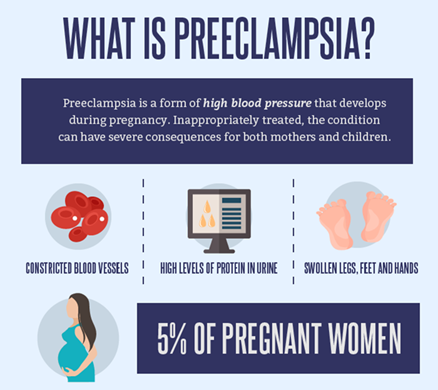 WHAT IS PREECLAMPSIA?
Preeclampsia is a form of high blood pressure that develops
during pregnancy. Inappropriately treated, the condition
can have severe consequences for both mothers and children.
CONSTRICTED BLOOD VESSELS
HIGH LEVELS OF PROTEIN IN URINE
SWOLLEN LEGS, FEET AND HANDS
5% OF PREGNANT WOMEN